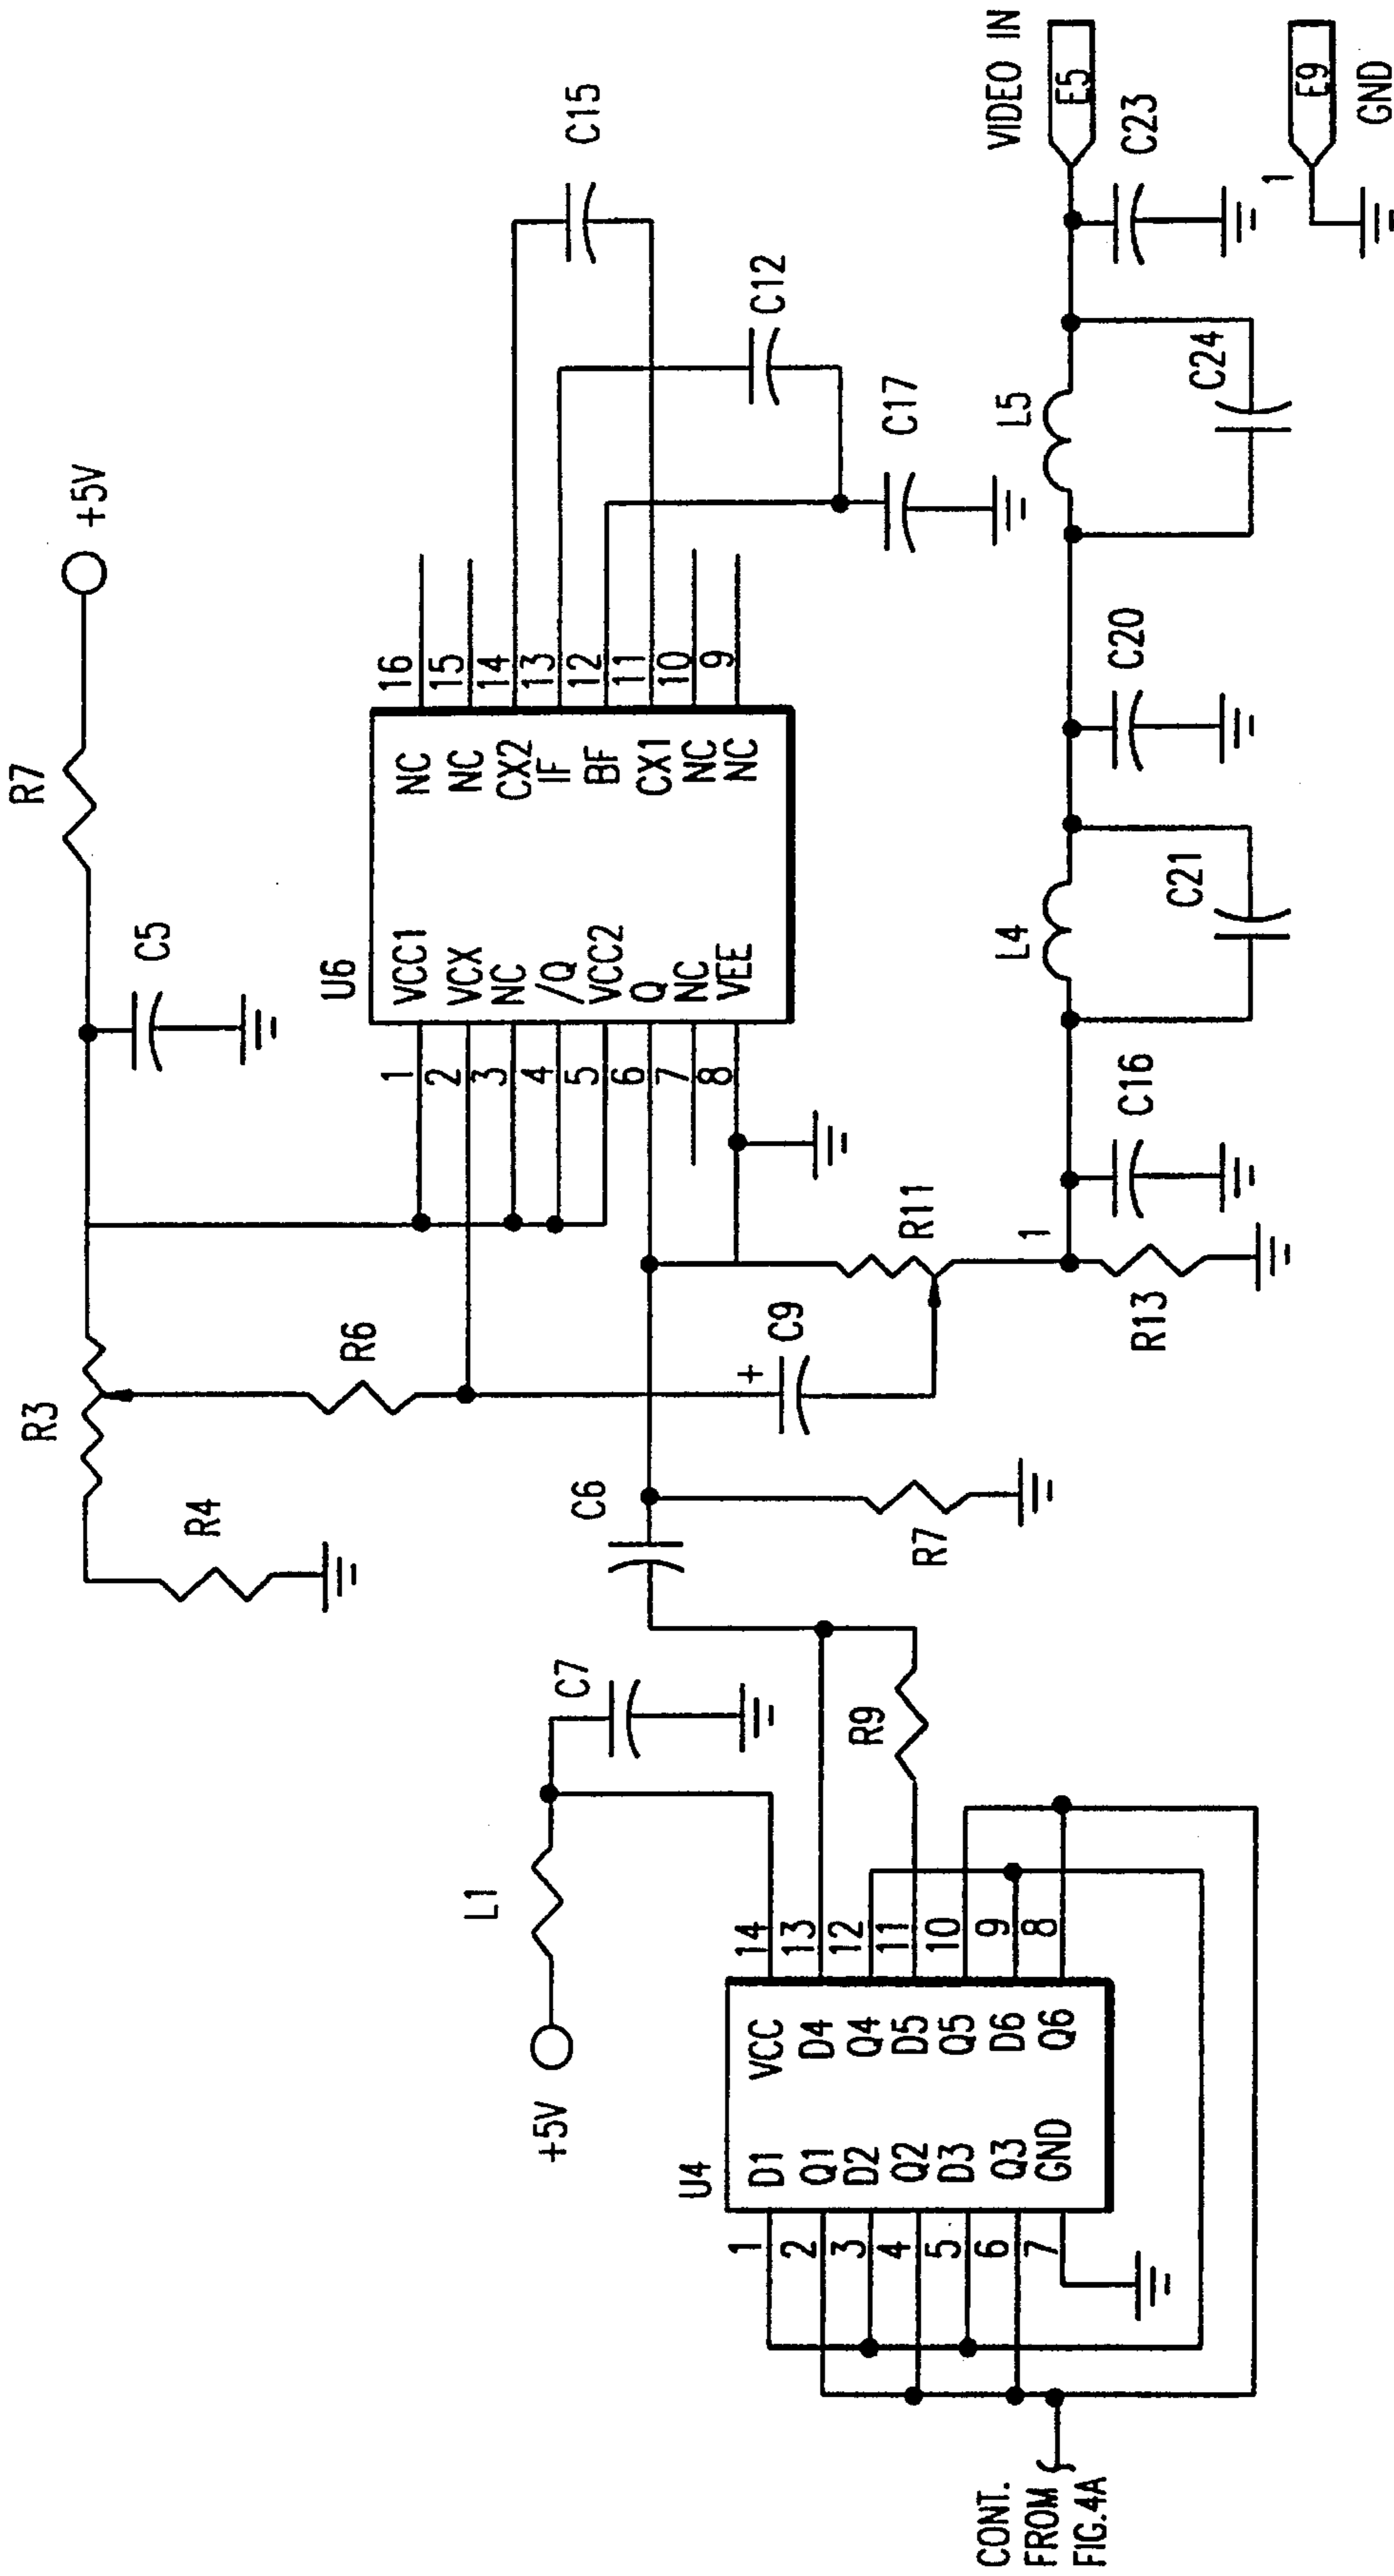 +5V
R7
C5
R3
R4
R6
U6
VCC1
VCX
NC
/Q
VCC2
Q
NC
VEE
1
2
3
4
5
6
7
8
NC
NC
CX2
IF
BF
CX1
NC
NC
16
15
14
13
12
11
10
9
C15
C12
C17
C6
C9
+
R7
R11
1
R13
C16
L4
C21
C20
L5
C24
C23
VIDEO IN
E5
E9
1
GND
+5V
L1
C7
R9
U4
D1
Q1
D2
Q2
D3
Q3
GND
1
2
3
4
5
6
7
VCC
D4
Q4
D5
Q5
D6
Q6
14
13
12
11
10
9
8
CONT.
FROM
FIG.4A